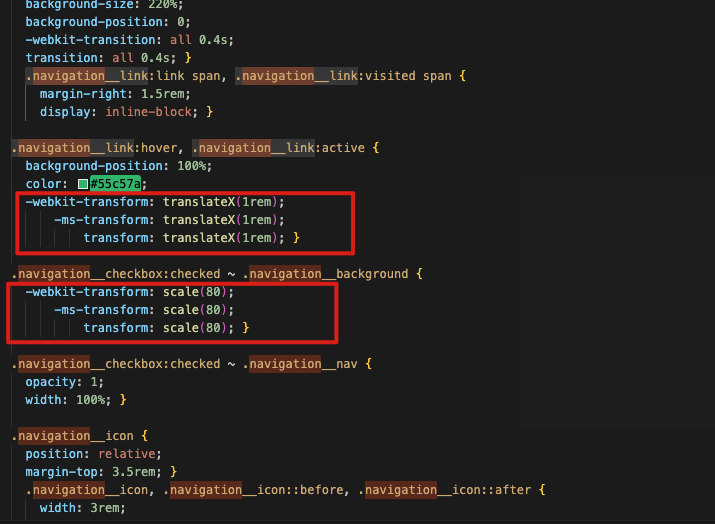 background-size: 220%;
background-position: 0;
-webkit-transition: all 0.4s;
transition: all 0.4s; }
.navigation__link:link span, .navigation__link:visited span {
margin-right: 1.5rem;
display: inline-block; }
.navigation__link:hover, .navigation__link:active {
background-position: 100%;
color: #55c57a;
-webkit-transform: translateX(1rem);
-ms-transform: translateX(1rem);
transform: translateX(1rem); }
.navigation__checkbox:checked ~ .navigation__background {
-webkit-transform: scale(80);
-ms-transform: scale(80);
transform: scale(80); }
.navigation__checkbox:checked ~ .navigation__nav {
opacity: 1;
width: 100%; }
.navigation__icon {
position: relative;
margin-top: 3.5rem; }
.navigation__icon, .navigation__icon::before, .navigation__icon::after {
width: 3rem;